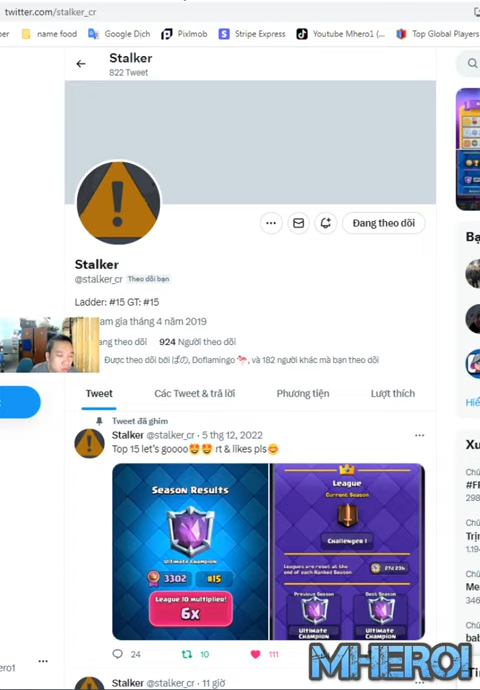 twitter.com/stalker_cr
name food
Google Dịch
Pixlmob
Stripe Express
Youtube Mhero1 (...
Top Global Players
Stalker
822 Tweet
Đang theo dõi
Stalker
@stalker_cr Theo dõi bạn
Ladder: #15 GT: #15
gia tháng 4 năm 2019
theo dõi 924 Người theo dõi
Được theo dõi bởi ばの, Doflamingo 🦩, và 182 người khác mà bạn theo dõi
Tweet
Các Tweet & trả lời
Phương tiện
Lượt thích
Tweet đã ghim
Stalker @stalker_cr · 5 thg 12, 2022
Top 15 let's goooo😍😍 rt & likes pls😊
Season Results
Ultimate Champion
3302
#15
League 10 multiplier!
6x
League
Current Season
Challenger I
Leagues are reset at the
end of each Ranked Season
27d 23h
Previous Season
Best Season
Ultimate
Champion
Ultimate
Champion
24
10
111
MHERO1
Stalker @stalker_cr · 11 giờ